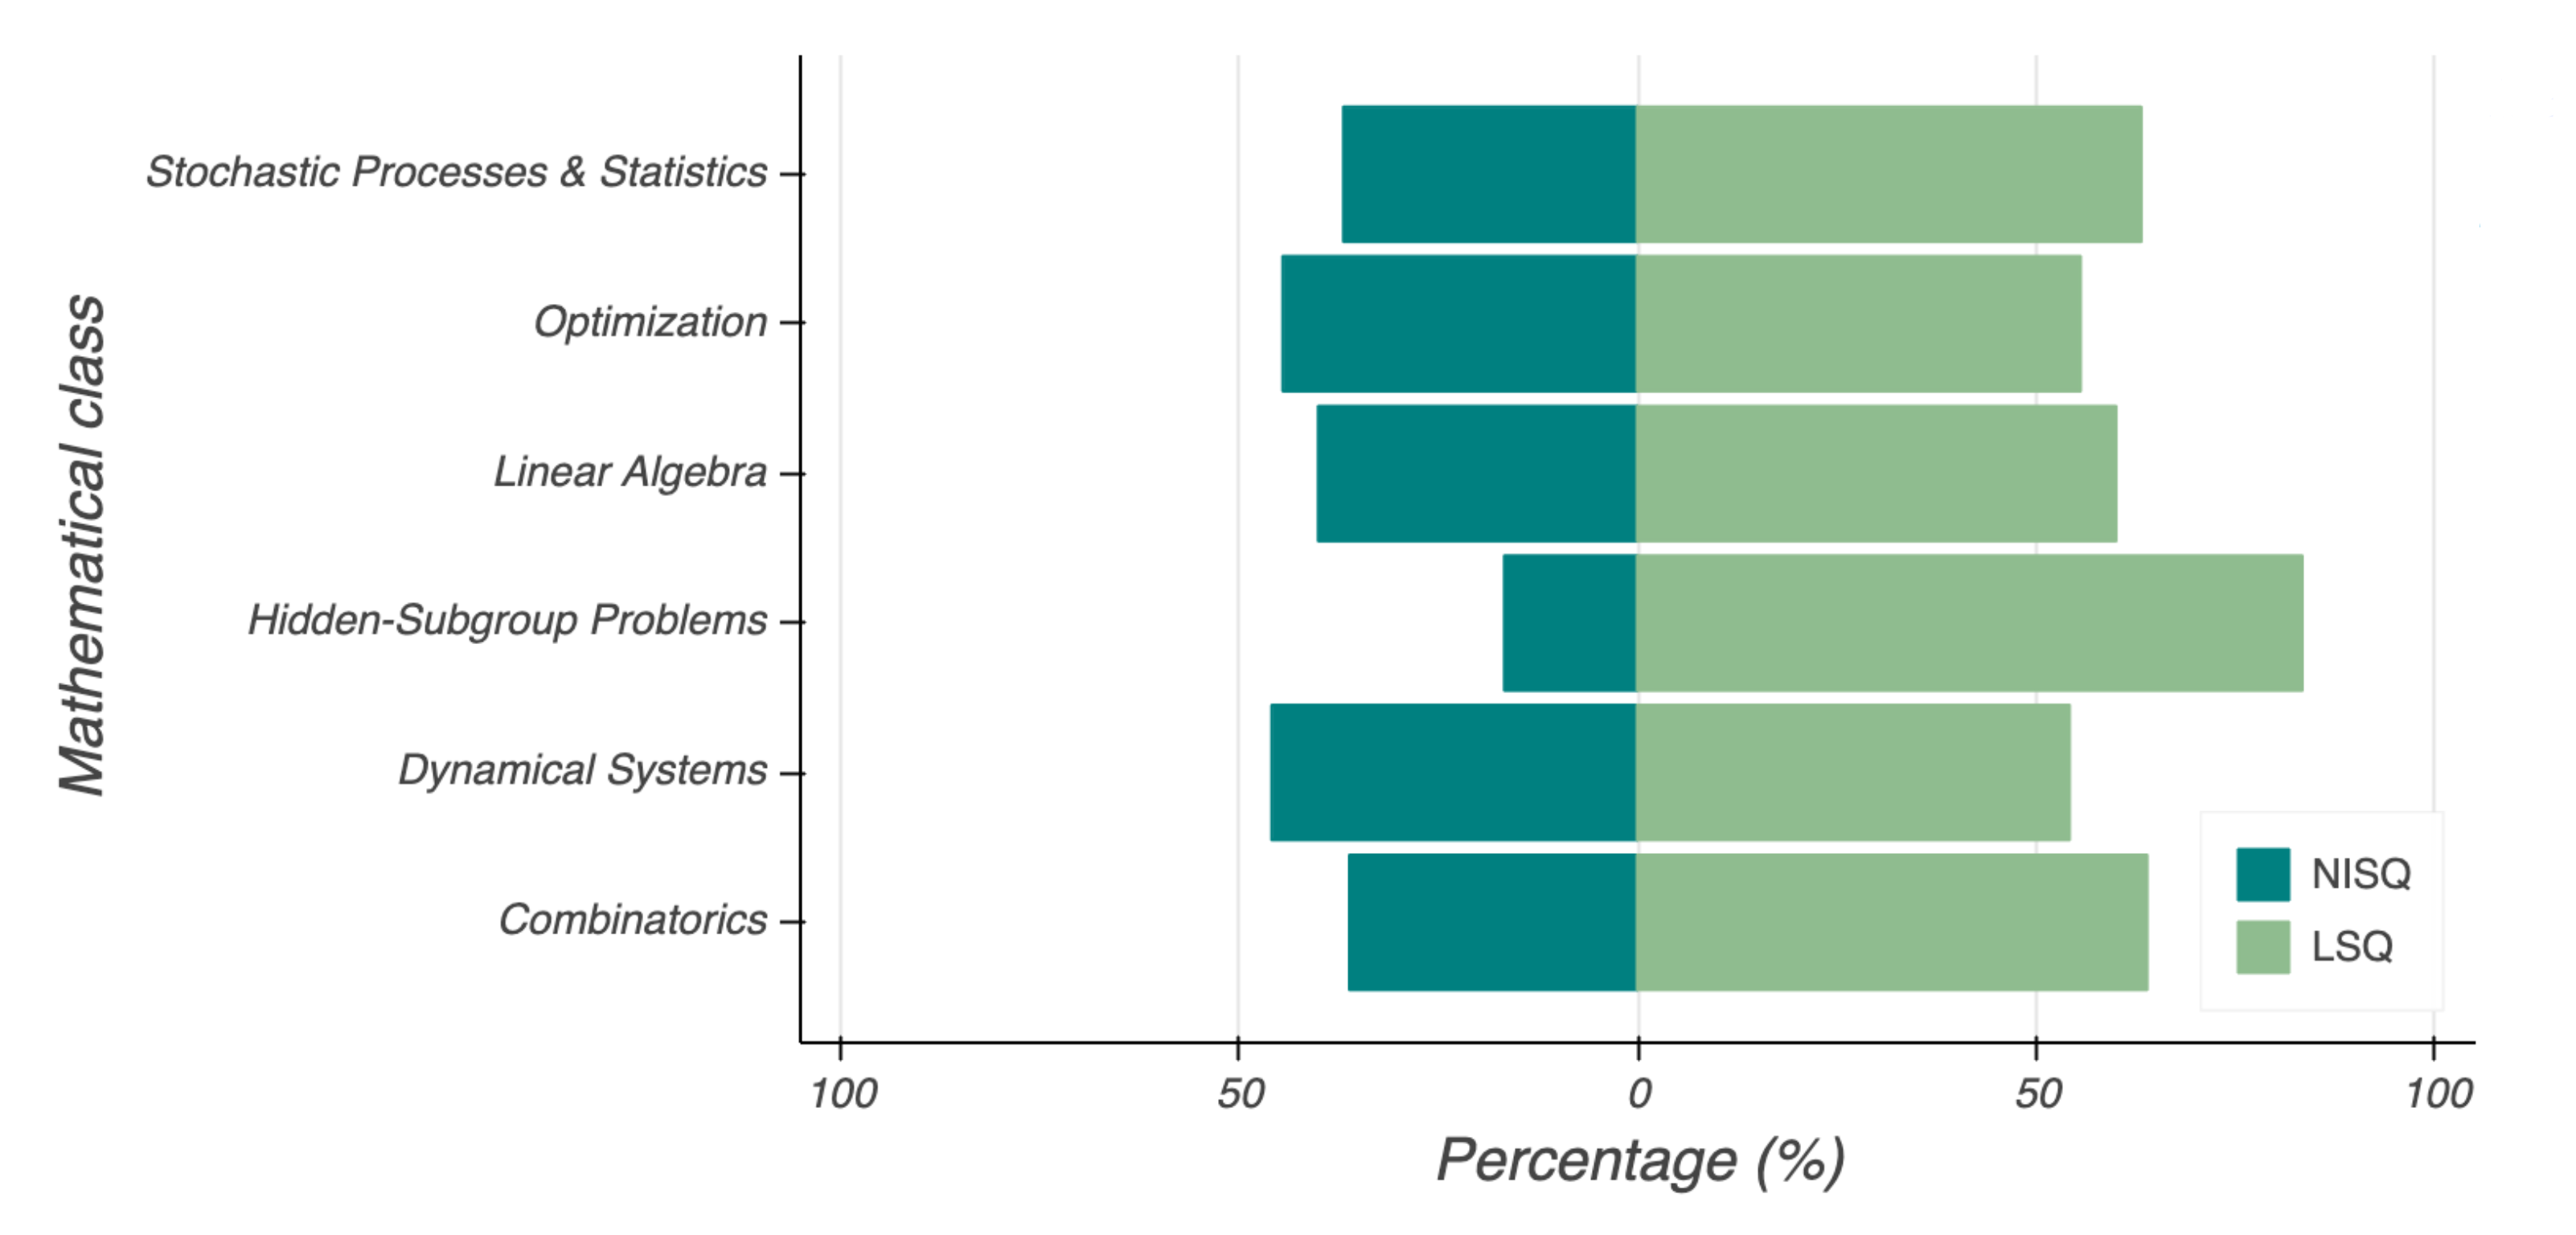 Mathematical class
Stochastic Processes & Statistics
Optimization
Linear Algebra
Hidden-Subgroup Problems
Dynamical Systems
Combinatorics
NISQ
LSQ
100 50 0 50 100
Percentage (%)